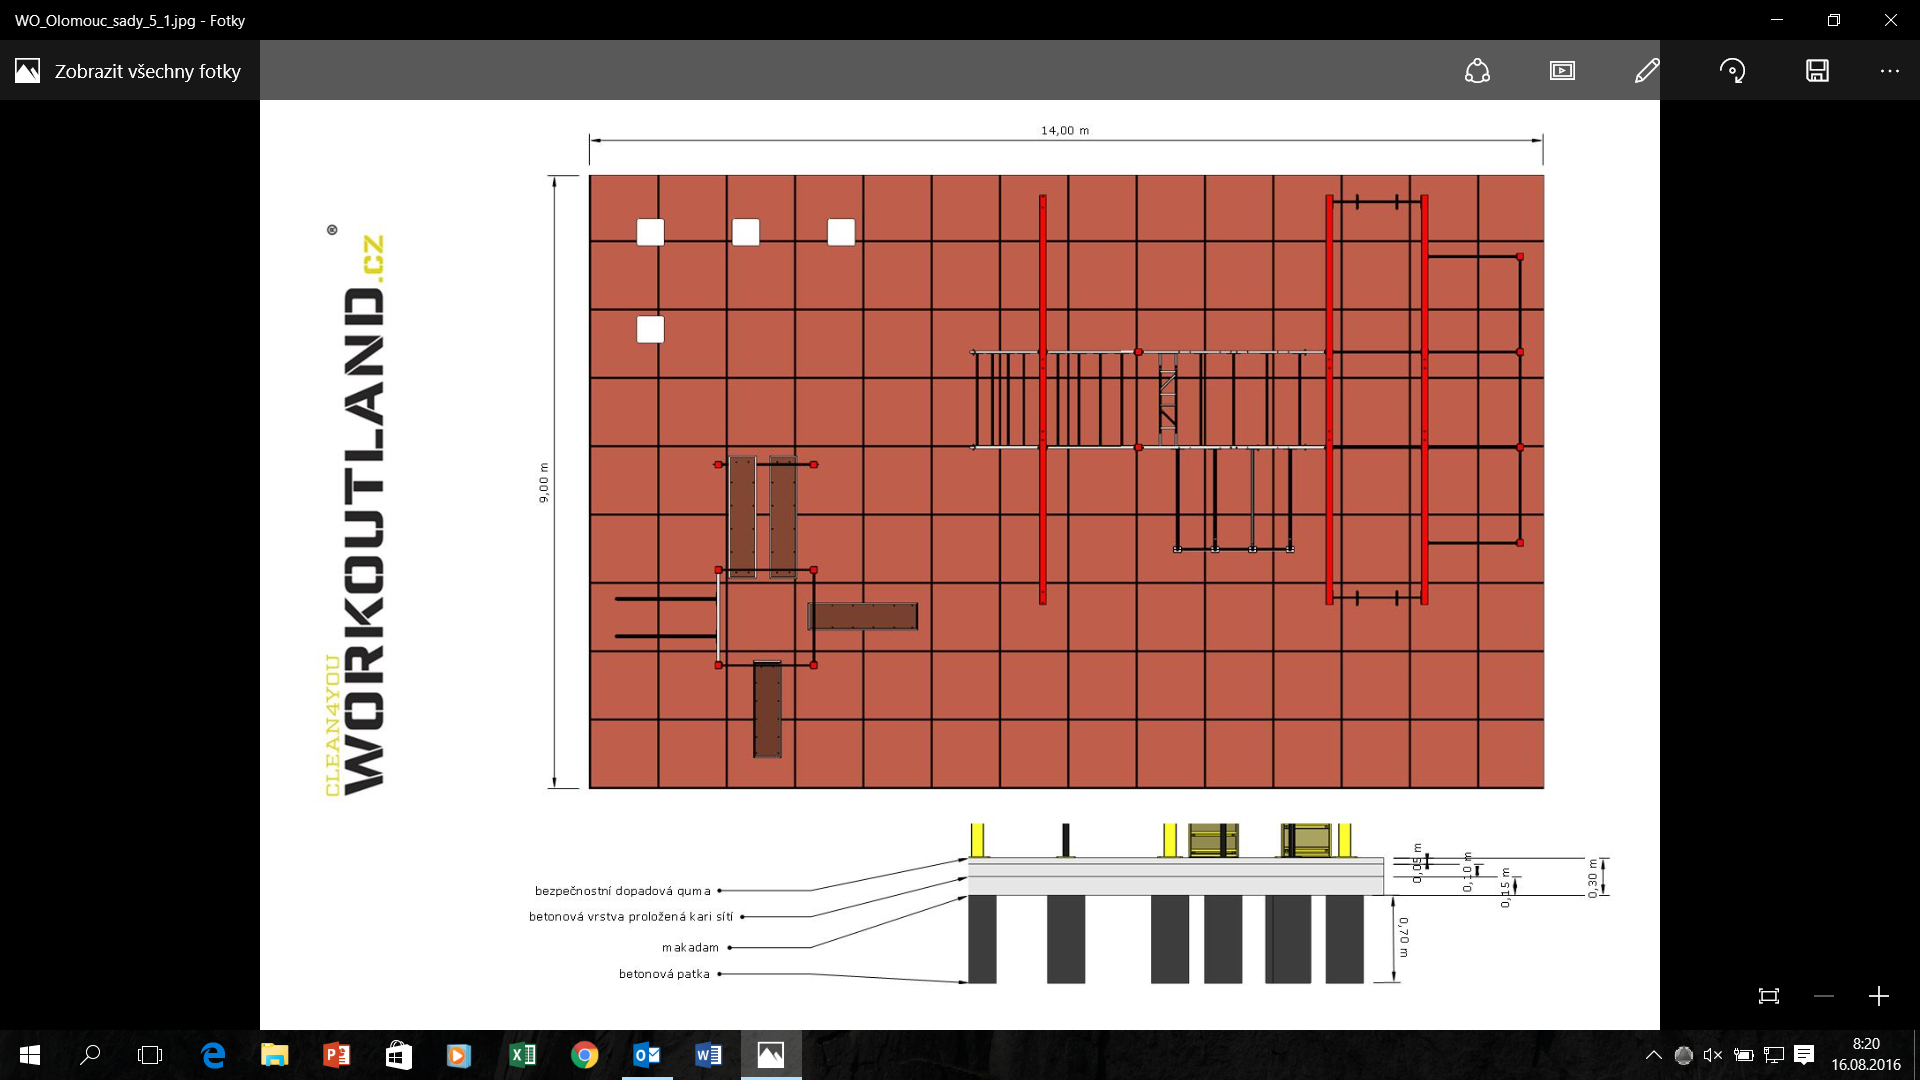 WO_Olomouc_sady_5_1.jpg - Fotky
Zobrazit všechny fotky
14,00 m
9,00 m
CLEAN4YOU
WORKOUTLAND.CZ®
bezpečnostní dopadová guma
betonová vrstva proložená kari sítí
makadam
betonová patka
0,05 m
0,10 m
0,15 m
0,30 m
0,70 m
8:20
16.08.2016